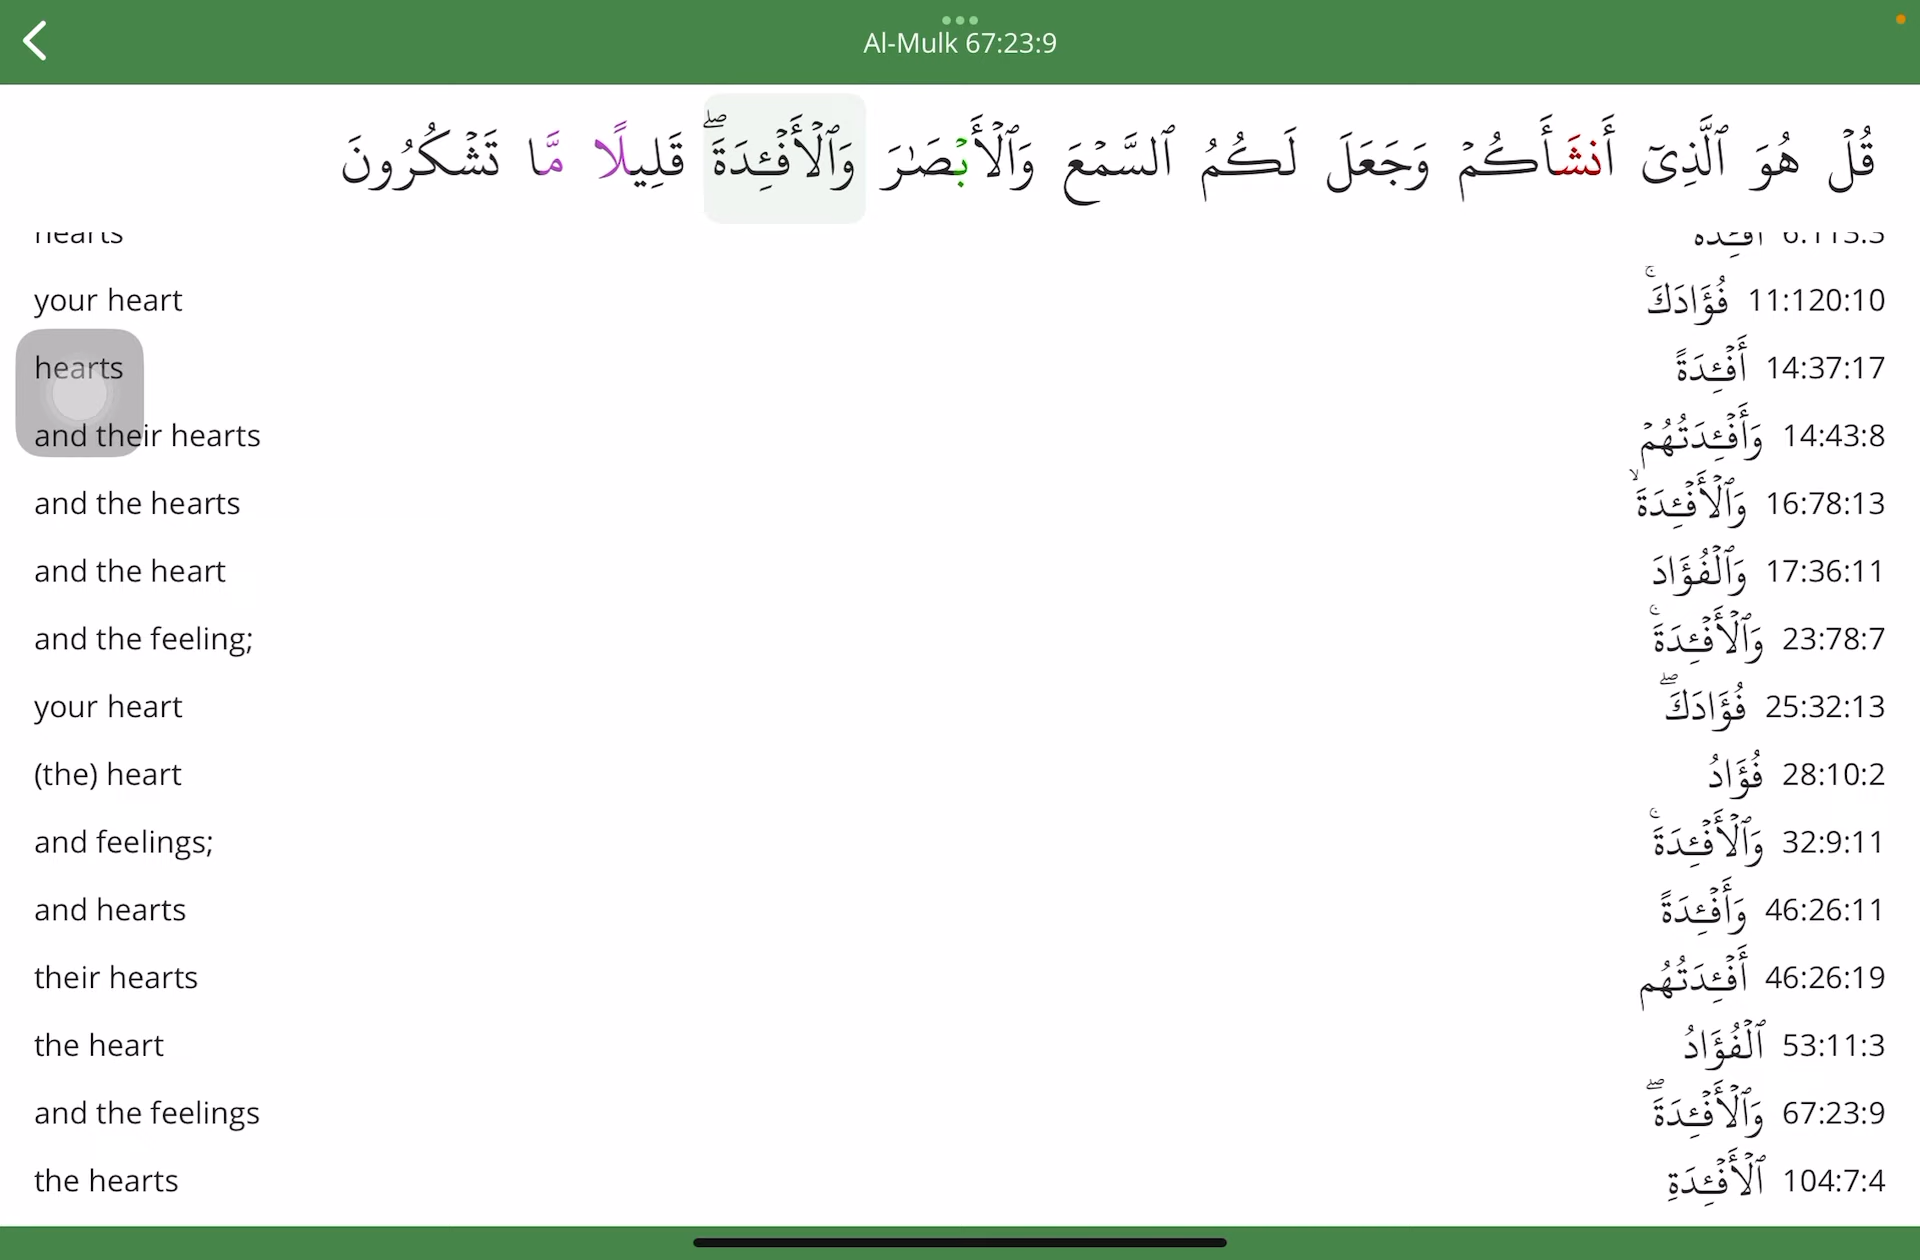 Al-Mulk 67:23:9
قُلْ هُوَ ٱلَّذِىٓ أَنشَأَكُمْ وَجَعَلَ لَكُمُ ٱلسَّمْعَ وَٱلْأَبْصَٰرَ وَٱلْأَفْـِٔدَةَ ۖ قَلِيلًا مَّا تَشْكُرُونَ
hearts
your heart فُؤَادَكَ ۚ 11:120:10
hearts أَفْـِٔدَةً 14:37:17
and their hearts وَأَفْـِٔدَتُهُمْ 14:43:8
and the hearts وَٱلْأَفْـِٔدَةَ ۙ 16:78:13
and the heart وَٱلْفُؤَادَ 17:36:11
and the feeling; وَٱلْأَفْـِٔدَةَ ۚ 23:78:7
your heart فُؤَادَكَ ۖ 25:32:13
(the) heart فُؤَادُ 28:10:2
and feelings; وَٱلْأَفْـِٔدَةَ ۚ 32:9:11
and hearts وَأَفْـِٔدَةً 46:26:11
their hearts أَفْـِٔدَتُهُم 46:26:19
the heart ٱلْفُؤَادُ 53:11:3
and the feelings وَٱلْأَفْـِٔدَةَ ۖ 67:23:9
the hearts ٱلْأَفْـِٔدَةِ 104:7:4